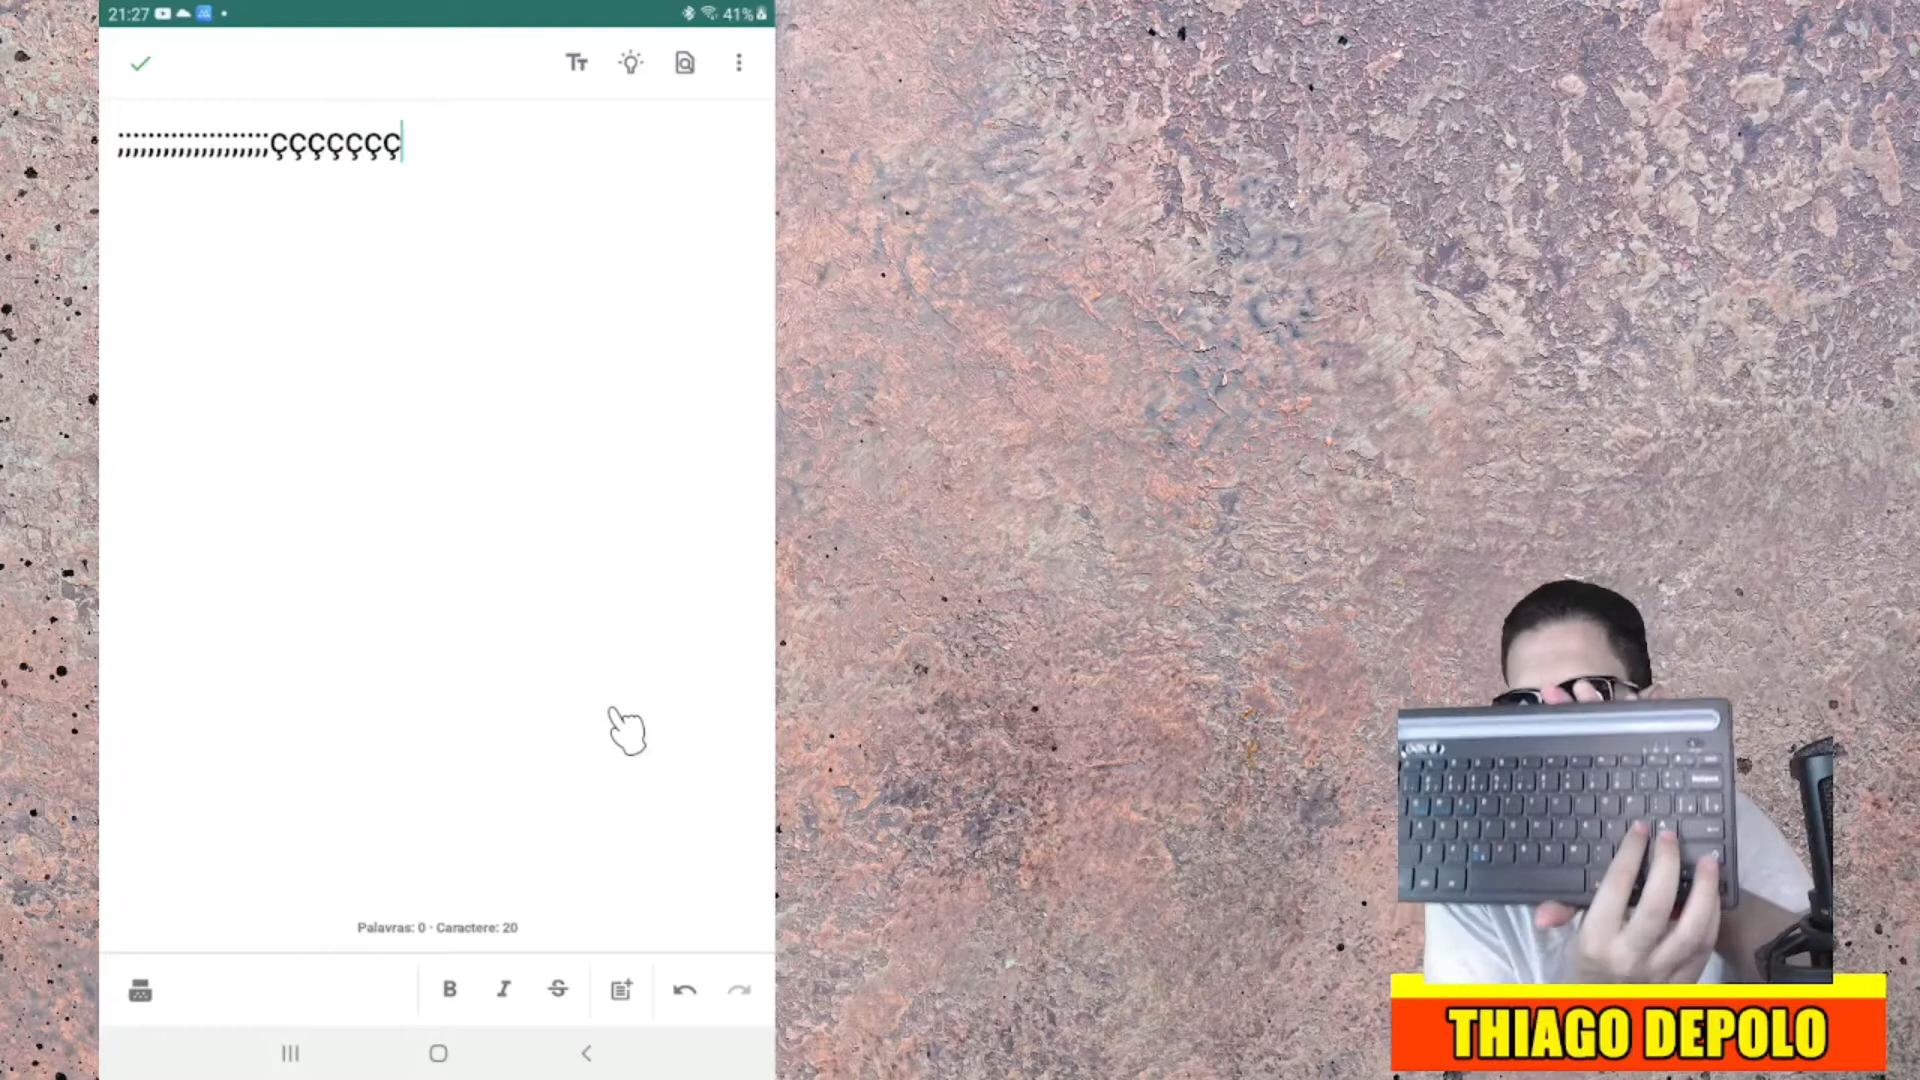 21:27
41%
;;;;;;;;;;;;;;;;;;;;ççççççç
Palavras: 0 · Caractere: 20
B I S
THIAGO DEPOLO